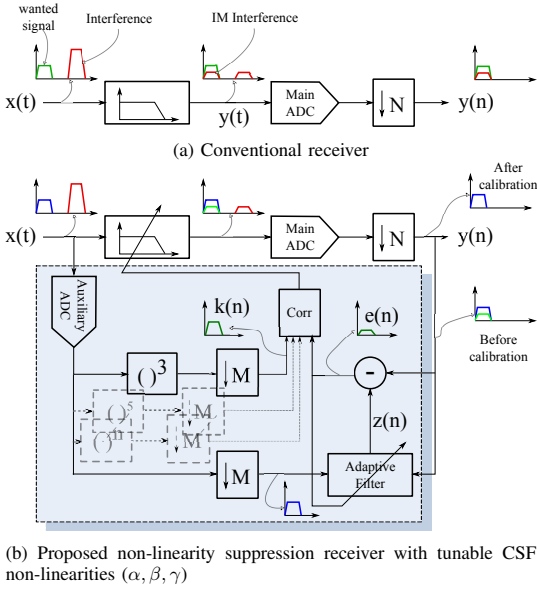 wanted
signal
Interference
IM Interference
x(t)
y(t)
Main
ADC
↓ N
y(n)
(a) Conventional receiver
After
calibration
x(t)
Main
ADC
↓ N
y(n)
Auxiliary
ADC
k(n)
Corr
e(n)
Before
calibration
( )³
↓ M
-
( )⁵
↓ M
( )ⁿ
↓ M
z(n)
↓ M
Adaptive
Filter
(b) Proposed non-linearity suppression receiver with tunable CSF
non-linearities (α, β, γ)